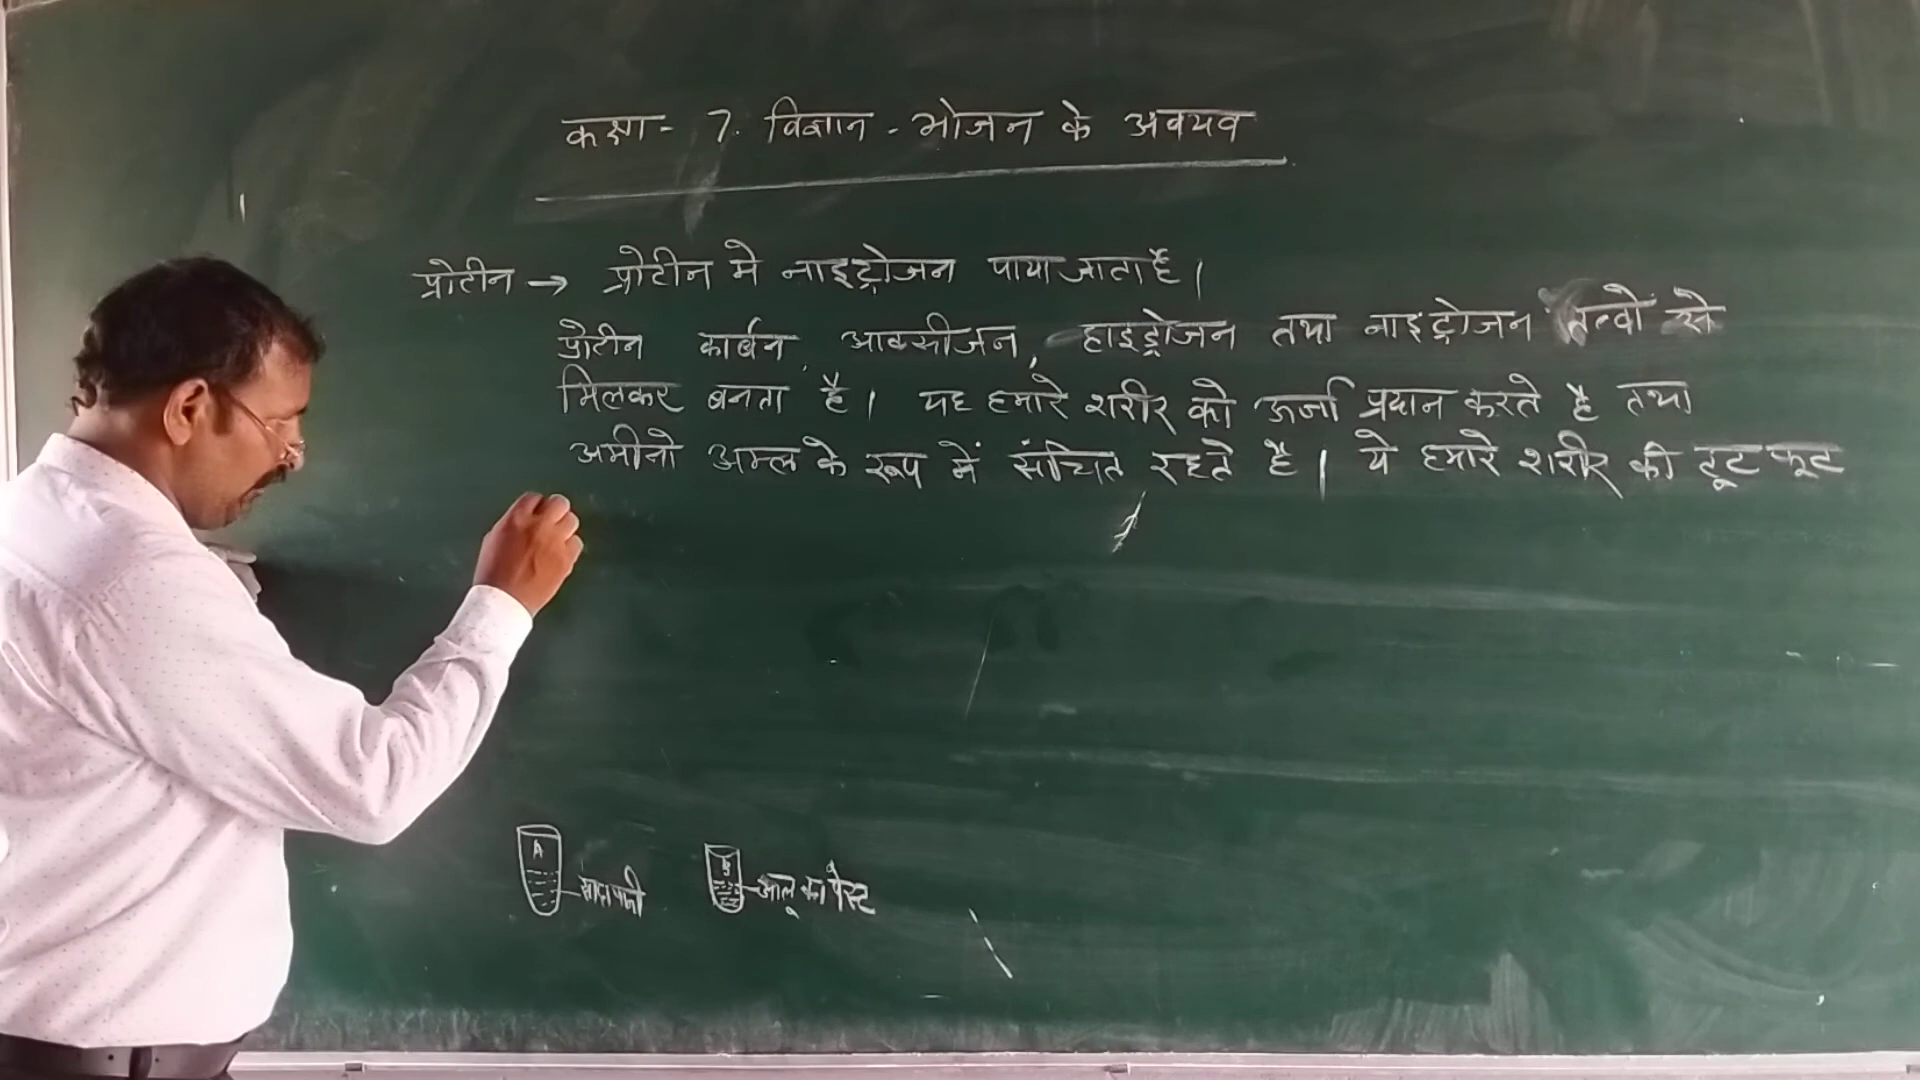 कक्षा - 7. विज्ञान - भोजन के अवयव
प्रोटीन → प्रोटीन मे नाइट्रोजन पाया जाता है।
प्रोटीन कार्बन, आक्सीजन, हाइड्रोजन तथा नाइट्रोजन तत्वों से
मिलकर बनता है। यह हमारे शरीर को ऊर्जा प्रदान करते है तथा
अमीनो अम्ल के रूप में संचित रहते है। ये हमारे शरीर की टूट फूट
A
B
आलू का पेस्ट